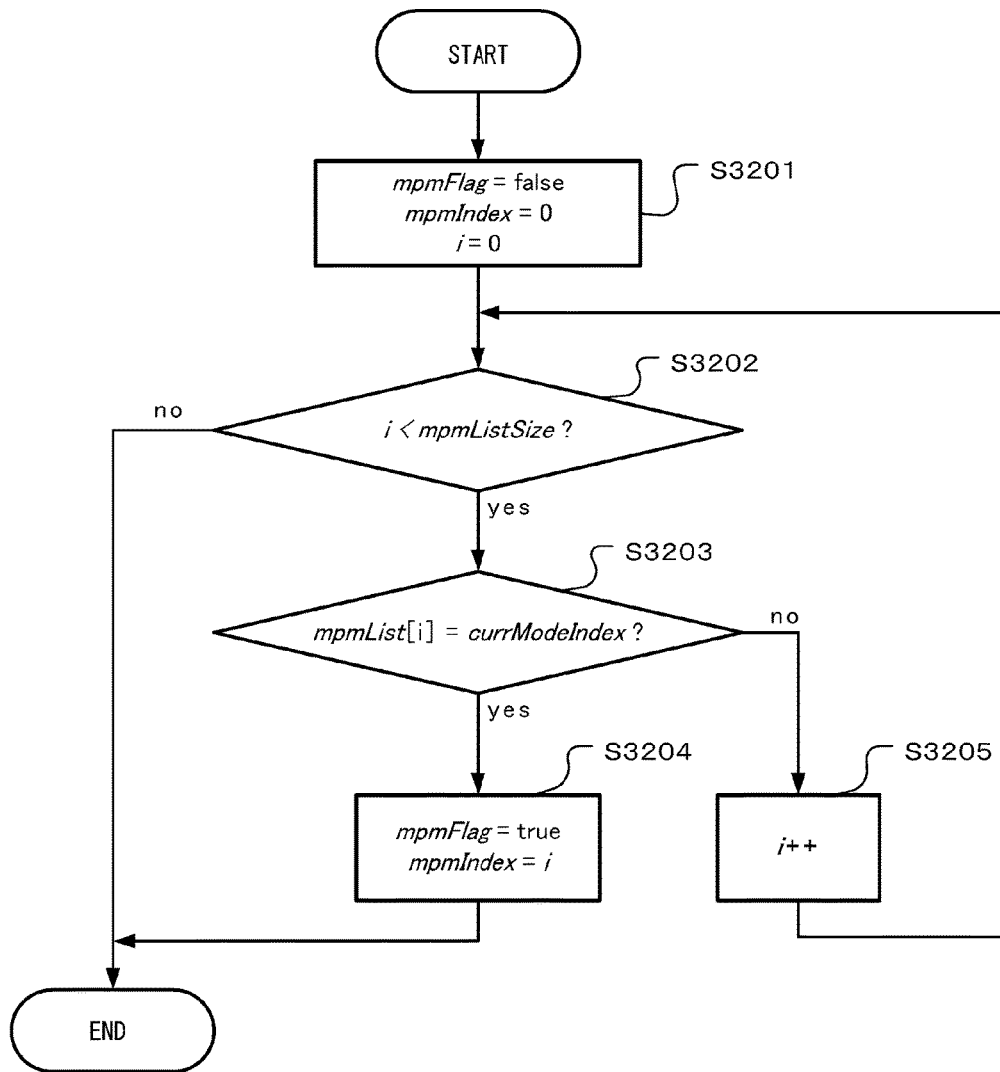 START
mpmFlag = false
mpmIndex = 0
i = 0
S3201
S3202
no
i < mpmListSize ?
yes
S3203
mpmList[i] = currModeIndex ?
no
yes
S3204
S3205
mpmFlag = true
mpmIndex = i
i++
END